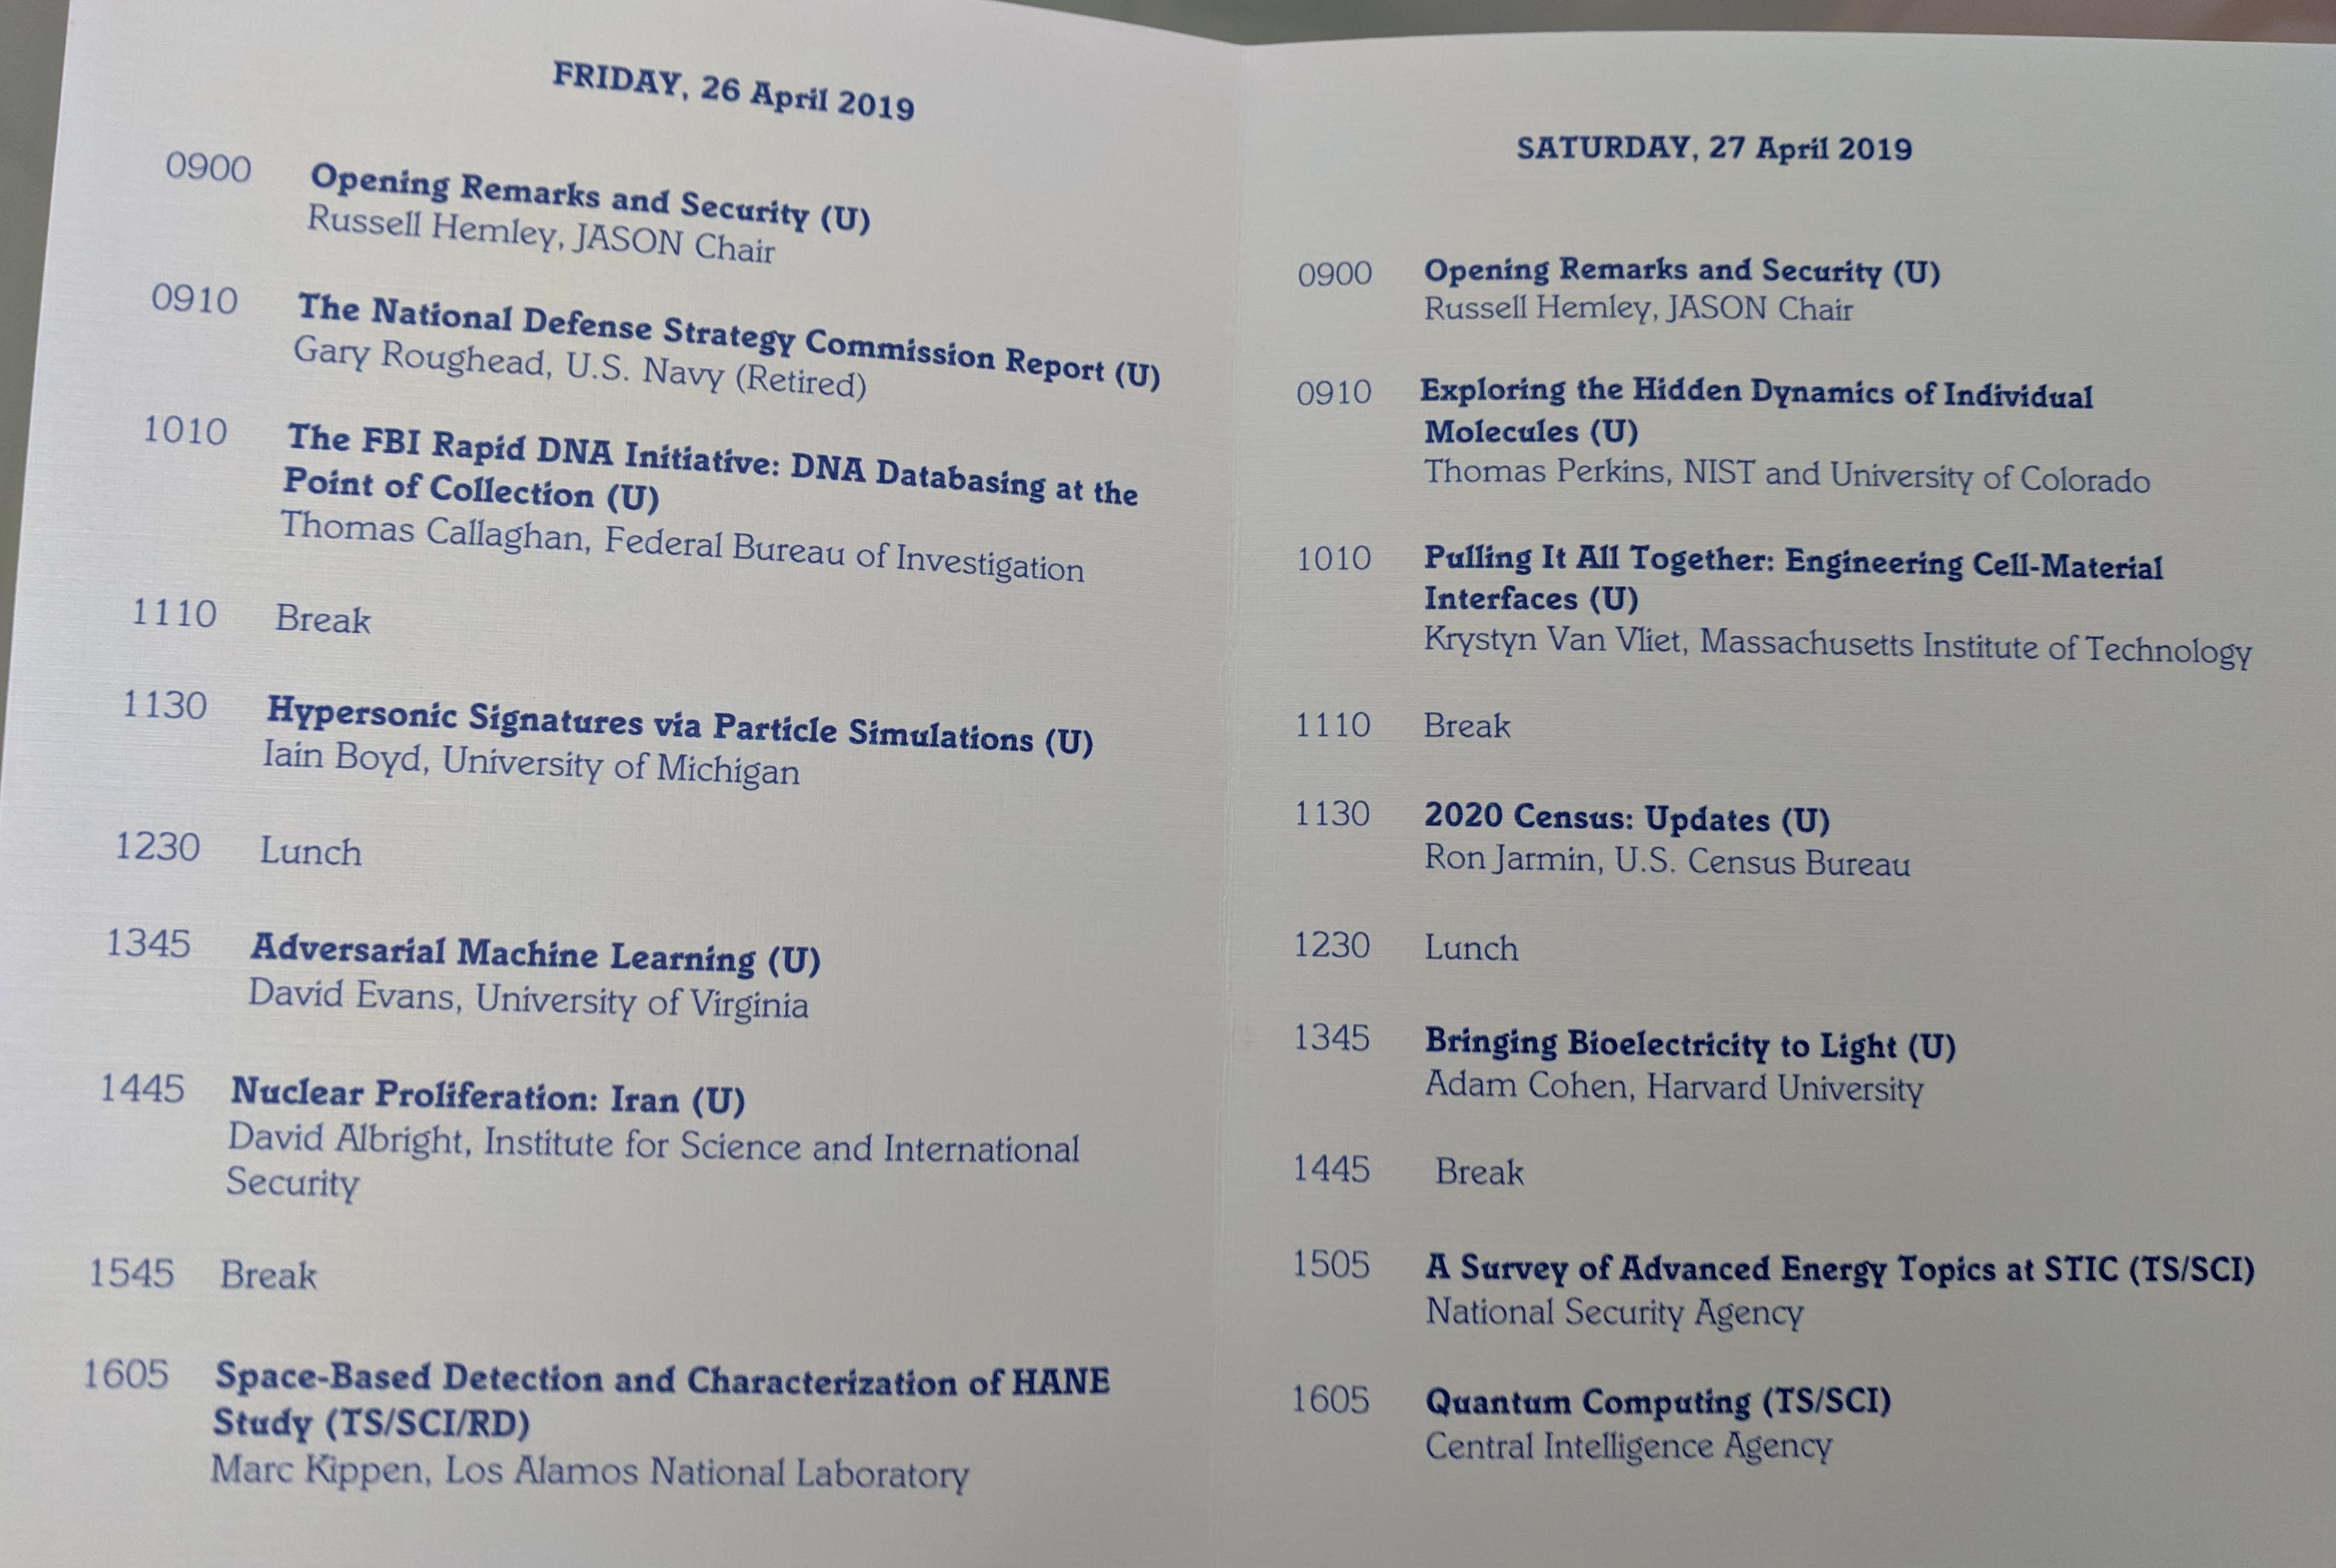 FRIDAY, 26 April 2019
0900 Opening Remarks and Security (U)
Russell Hemley, JASON Chair
0910 The National Defense Strategy Commission Report (U)
Gary Roughead, U.S. Navy (Retired)
1010 The FBI Rapid DNA Initiative: DNA Databasing at the
Point of Collection (U)
Thomas Callaghan, Federal Bureau of Investigation
1110 Break
1130 Hypersonic Signatures via Particle Simulations (U)
Iain Boyd, University of Michigan
1230 Lunch
1345 Adversarial Machine Learning (U)
David Evans, University of Virginia
1445 Nuclear Proliferation: Iran (U)
David Albright, Institute for Science and International
Security
1545 Break
1605 Space-Based Detection and Characterization of HANE
Study (TS/SCI/RD)
Marc Kippen, Los Alamos National Laboratory
SATURDAY, 27 April 2019
0900 Opening Remarks and Security (U)
Russell Hemley, JASON Chair
0910 Exploring the Hidden Dynamics of Individual
Molecules (U)
Thomas Perkins, NIST and University of Colorado
1010 Pulling It All Together: Engineering Cell-Material
Interfaces (U)
Krystyn Van Vliet, Massachusetts Institute of Technology
1110 Break
1130 2020 Census: Updates (U)
Ron Jarmin, U.S. Census Bureau
1230 Lunch
1345 Bringing Bioelectricity to Light (U)
Adam Cohen, Harvard University
1445 Break
1505 A Survey of Advanced Energy Topics at STIC (TS/SCI)
National Security Agency
1605 Quantum Computing (TS/SCI)
Central Intelligence Agency